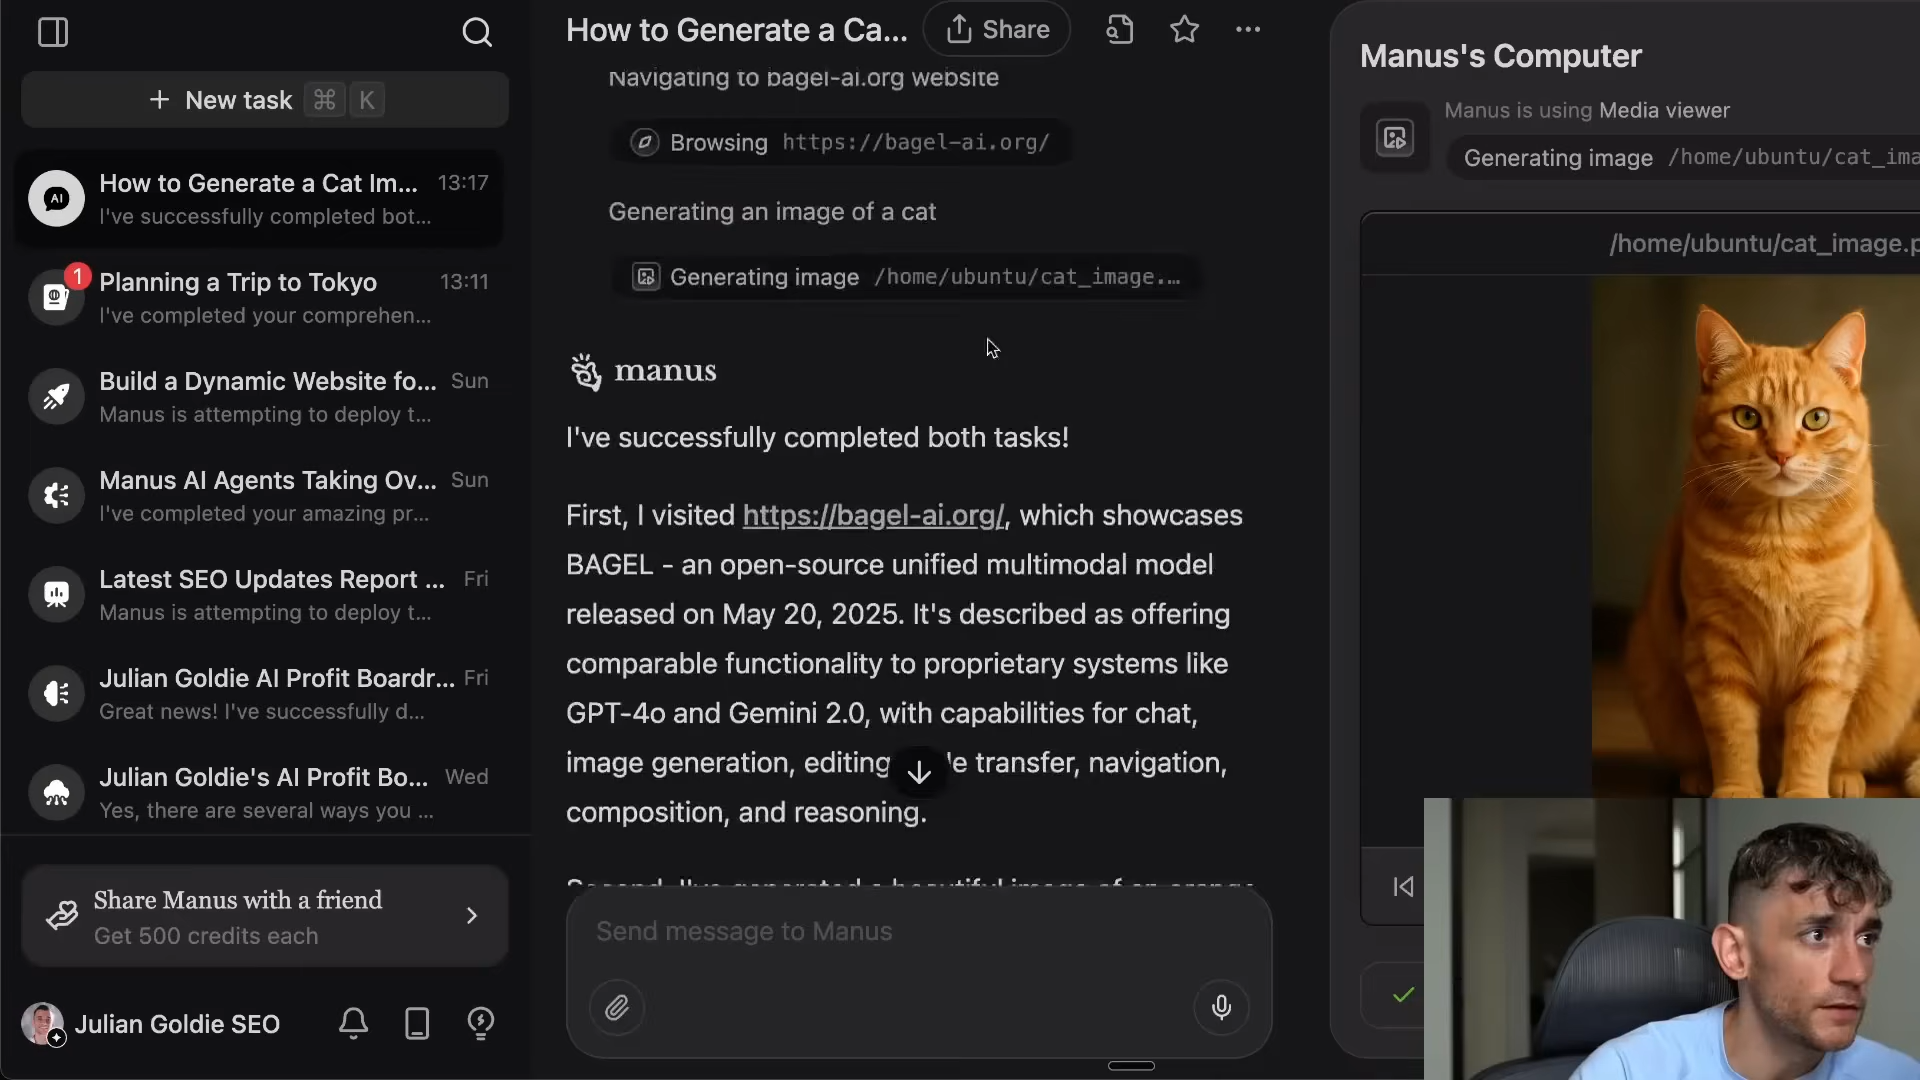 New task ⌘ K
How to Generate a Cat Im... 13:17
I've successfully completed bot...
1
Planning a Trip to Tokyo 13:11
I've completed your comprehen...
Build a Dynamic Website fo... Sun
Manus is attempting to deploy t...
Manus AI Agents Taking Ov... Sun
I've completed your amazing pr...
Latest SEO Updates Report ... Fri
Manus is attempting to deploy t...
Julian Goldie AI Profit Boardr... Fri
Great news! I've successfully d...
Julian Goldie's AI Profit Bo... Wed
Yes, there are several ways you ...
Share Manus with a friend
Get 500 credits each
Julian Goldie SEO
How to Generate a Ca... Share
Navigating to bagel-ai.org website
Browsing https://bagel-ai.org/
Generating an image of a cat
Generating image /home/ubuntu/cat_image....
manus
I've successfully completed both tasks!
First, I visited https://bagel-ai.org/, which showcases
BAGEL - an open-source unified multimodal model
released on May 20, 2025. It's described as offering
comparable functionality to proprietary systems like
GPT-4o and Gemini 2.0, with capabilities for chat,
image generation, editing transfer, navigation,
composition, and reasoning.
Second, I've generated a beautiful image of an orange
Send message to Manus
Manus's Computer
AI
Manus is using Media viewer
Generating image /home/ubuntu/cat_ima
/home/ubuntu/cat_image.p